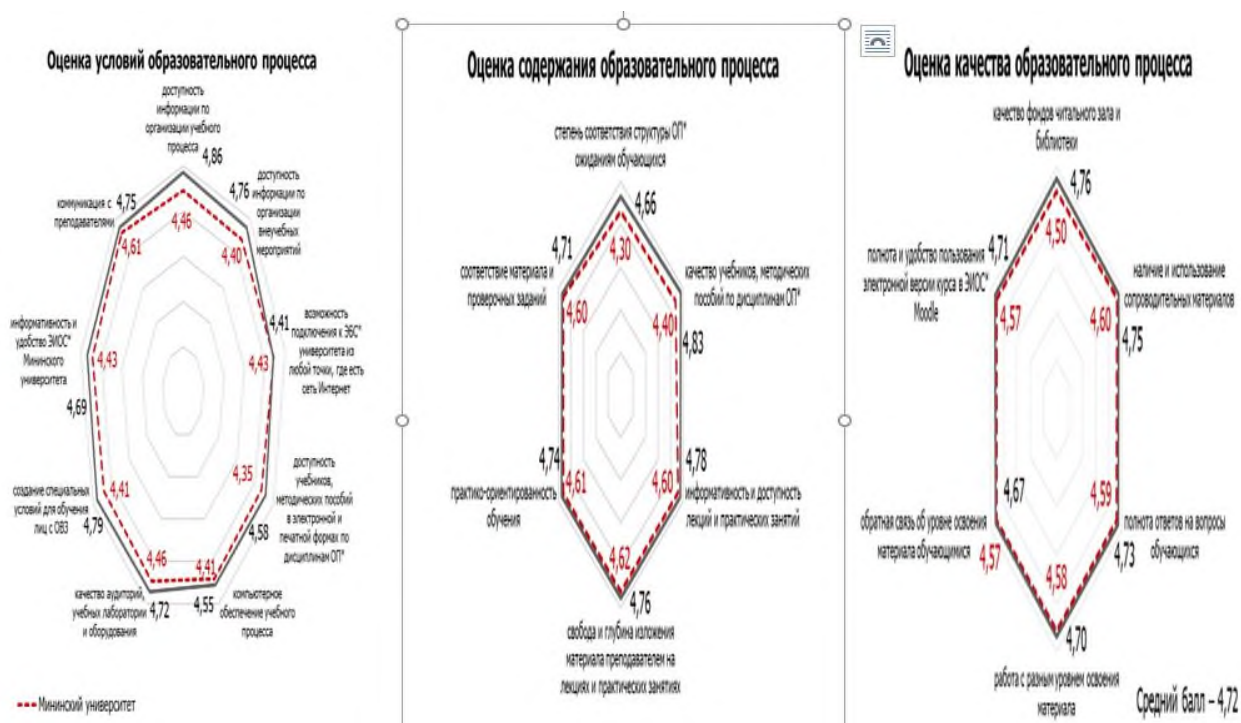 Оценка условий образовательного процесса
доступность
информации по
организации учебного
процесса
4,86
4,46
4,76
доступность
информации по
организации
внеучебных
мероприятий
4,40
4,41
возможность
подключения к ЭБС*
университета из
любой точки, где есть
сеть Интернет
4,43
4,35
доступность
учебников,
методических пособий
в электронной и
печатной формах по
дисциплинам ОП*
4,58
4,41
4,55
компьютерное
обеспечение учебного
процесса
4,46
4,72
качество аудиторий,
учебных лаборатории
и оборудования
4,41
создание специальных
условий для обучения
лиц с ОВЗ
4,79
информативность и
удобство ЭИОС*
Мининского
университета
4,43
4,69
коммуникация с
преподавателями
4,75
4,61
Мининский университет
Оценка содержания образовательного процесса
степень соответствия структуры ОП*
ожиданиям обучающихся
4,66
4,30
качество учебников, методических
пособий по дисциплинам ОП*
4,40
4,83
4,78
4,60
информативность и доступность
лекций и практических занятий
4,62
4,76
свобода и глубина изложения
материала преподавателем на
лекциях и практических занятиях
4,74
4,61
практико-ориентированность
обучения
4,71
соответствие материала и
проверочных заданий
4,60
Оценка качества образовательного процесса
качество фондов читального зала и
библиотеки
4,76
4,50
наличие и использование
сопроводительных материалов
4,60
4,75
4,59
полнота ответов на вопросы
обучающихся
4,73
4,58
4,70
работа с разным уровнем освоения
материала
4,67
обратная связь об уровне освоения
материала обучающимися
4,57
4,71
полнота и удобство пользования
электронной версии курса в ЭИОС*
Moodle
4,57
Средний балл – 4,72